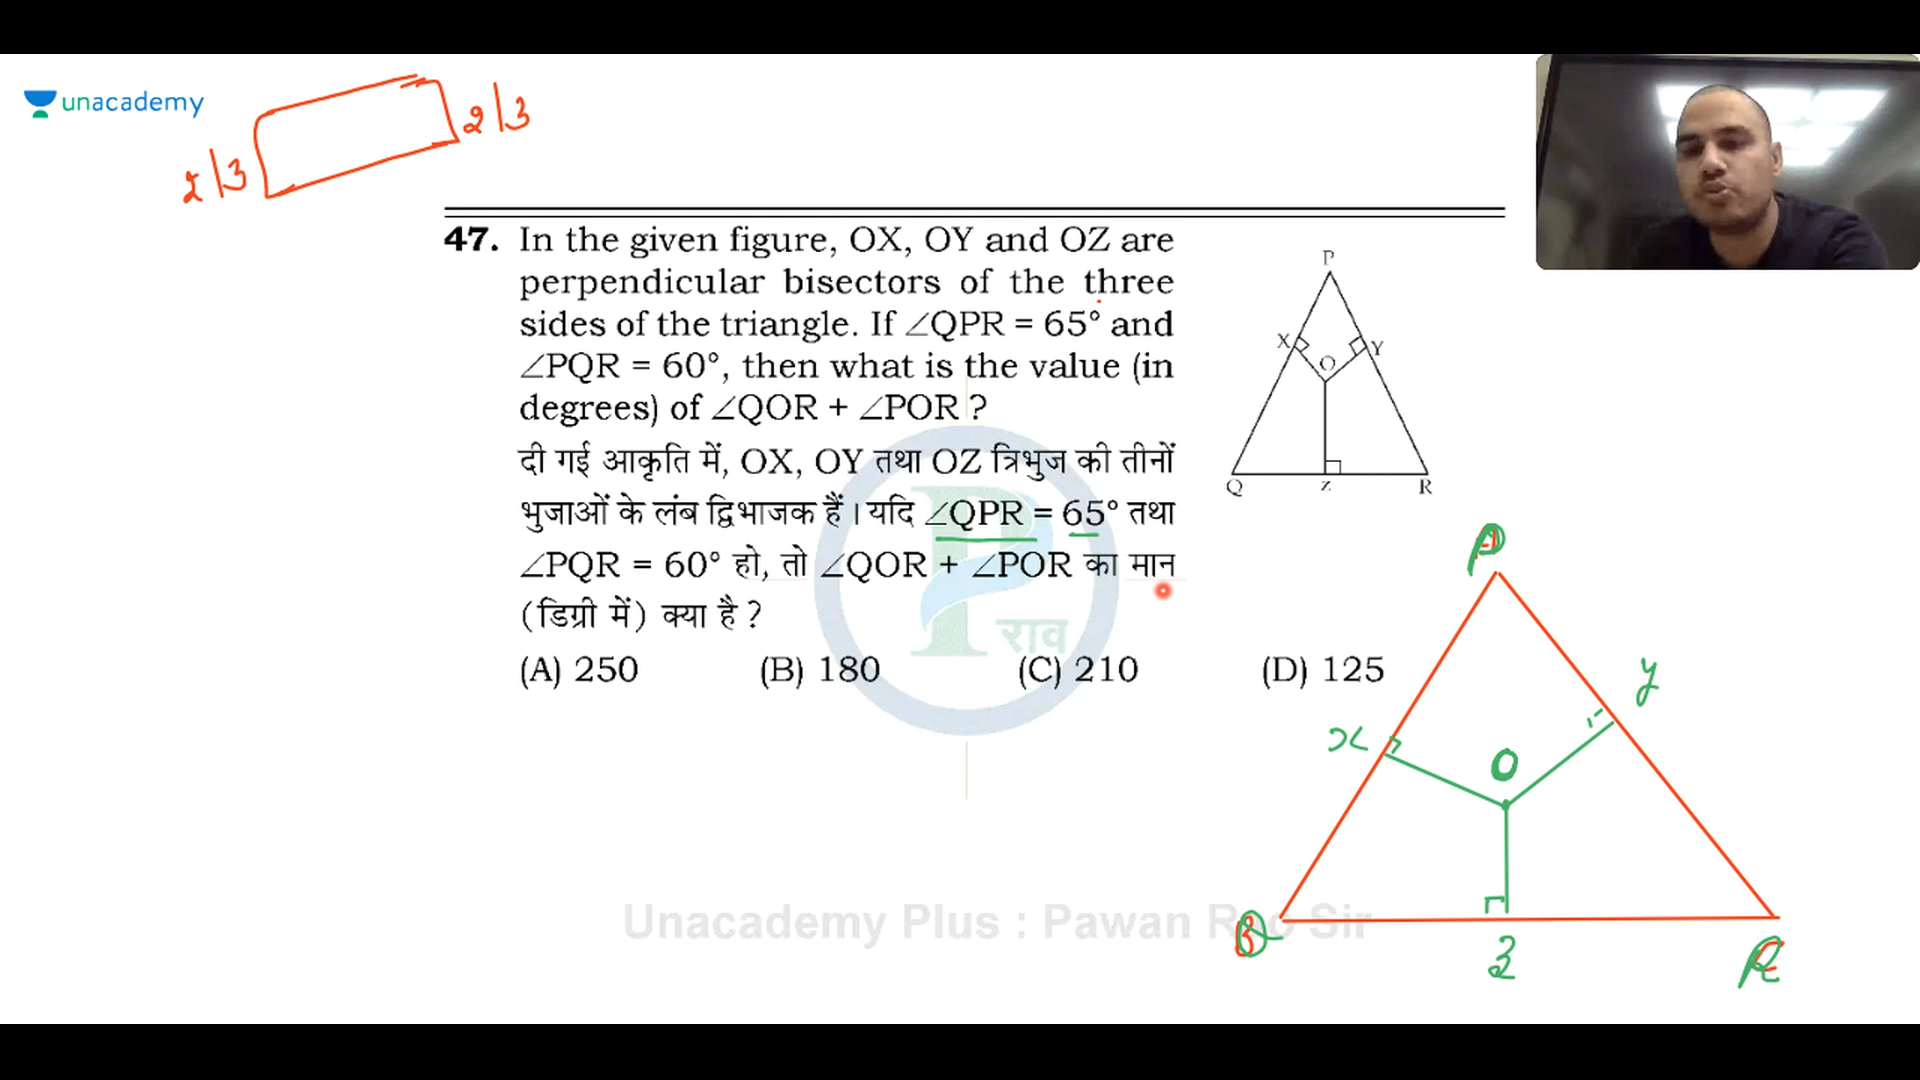 unacademy
2/3
2/3
47. In the given figure, OX, OY and OZ are
perpendicular bisectors of the three
sides of the triangle. If ∠QPR = 65° and
∠PQR = 60°, then what is the value (in
degrees) of ∠QOR + ∠POR ?
दी गई आकृति में, OX, OY तथा OZ त्रिभुज की तीनों
भुजाओं के लंब द्विभाजक हैं। यदि ∠QPR = 65° तथा
∠PQR = 60° हो, तो ∠QOR + ∠POR का मान
(डिग्री में) क्या है ?
(A) 250 (B) 180 (C) 210 (D) 125
P
X
Y
O
Q
Z
R
राव
P
x
y
O
Q
Z
R
Unacademy Plus : Pawan Rao Sir